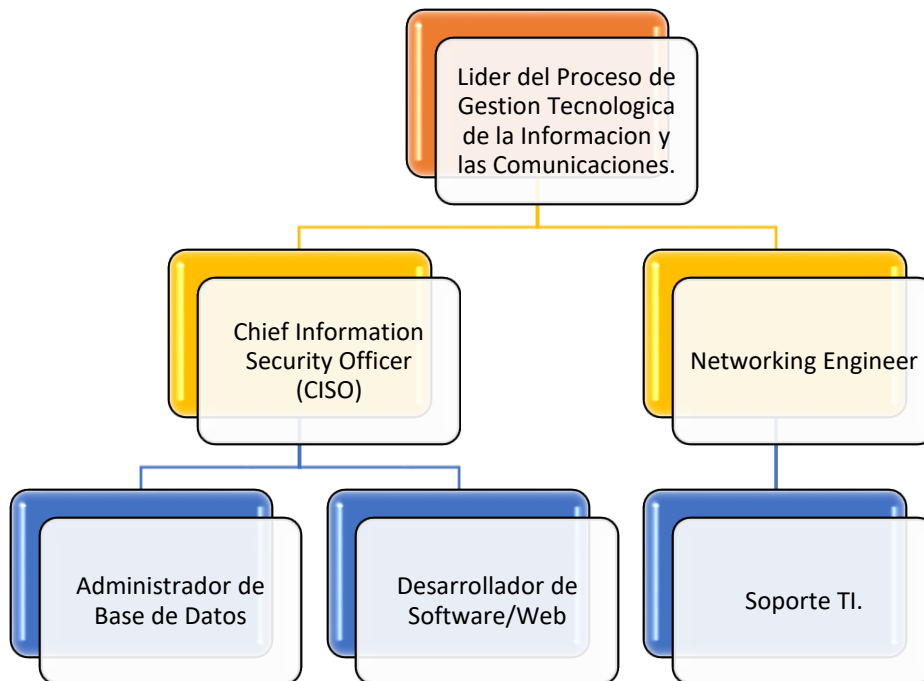 Lider del Proceso de
Gestion Tecnologica
de la Informacion y
las Comunicaciones.
Chief Information
Security Officer
(CISO)
Networking Engineer
Administrador de
Base de Datos
Desarrollador de
Software/Web
Soporte TI.